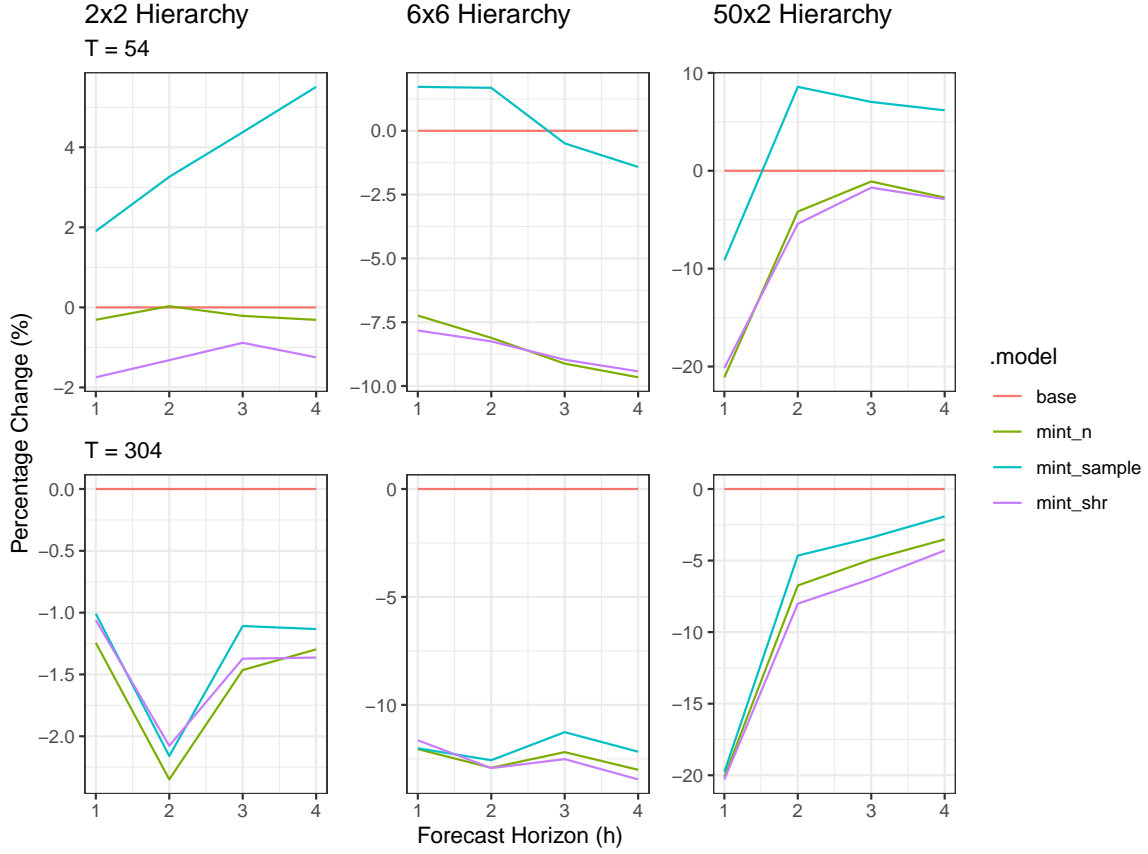 2x2 Hierarchy
6x6 Hierarchy
50x2 Hierarchy
T = 54
4
2
0
−2
1 2 3 4
0.0
−2.5
−5.0
−7.5
−10.0
1 2 3 4
10
0
−10
−20
1 2 3 4
T = 304
0.0
−0.5
−1.0
−1.5
−2.0
1 2 3 4
0
−5
−10
1 2 3 4
0
−5
−10
−15
−20
1 2 3 4
Percentage Change (%)
Forecast Horizon (h)
.model
base
mint_n
mint_sample
mint_shr